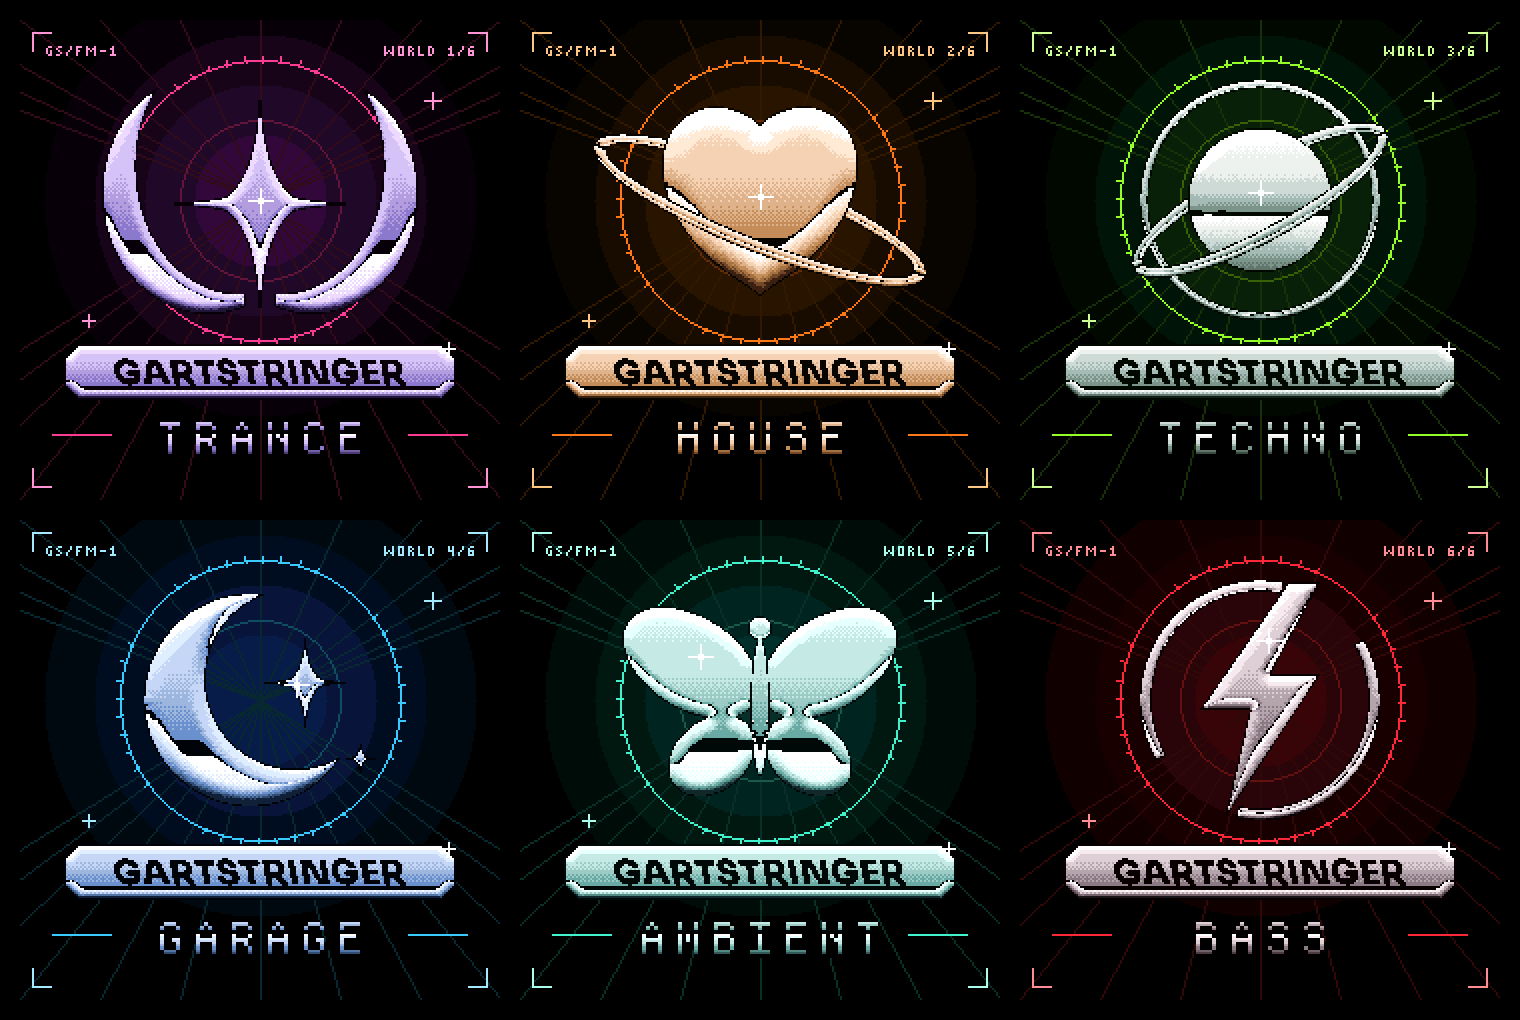 GS/FM-1 WORLD 1/6
GARTSTRINGER
TRANCE
GS/FM-1 WORLD 2/6
GARTSTRINGER
HOUSE
GS/FM-1 WORLD 3/6
GARTSTRINGER
TECHNO
GS/FM-1 WORLD 4/6
GARTSTRINGER
GARAGE
GS/FM-1 WORLD 5/6
GARTSTRINGER
AMBIENT
GS/FM-1 WORLD 6/6
GARTSTRINGER
BASS